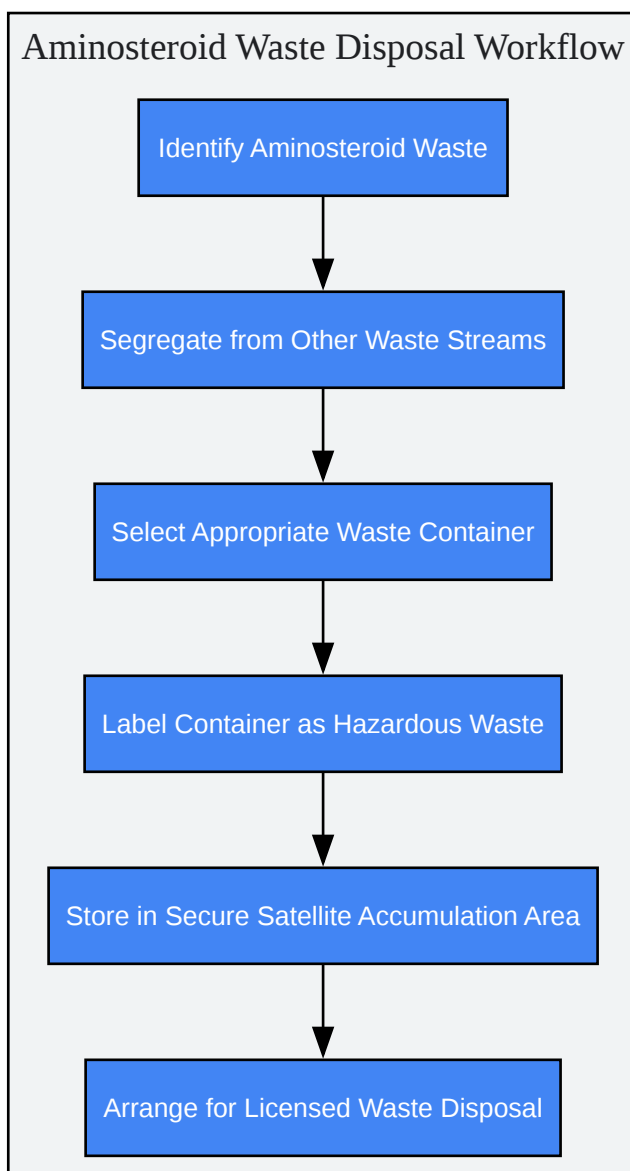 Aminosteroid Waste Disposal Workflow
Identify Aminosteroid Waste
Segregate from Other Waste Streams
Select Appropriate Waste Container
Label Container as Hazardous Waste
Store in Secure Satellite Accumulation Area
Arrange for Licensed Waste Disposal